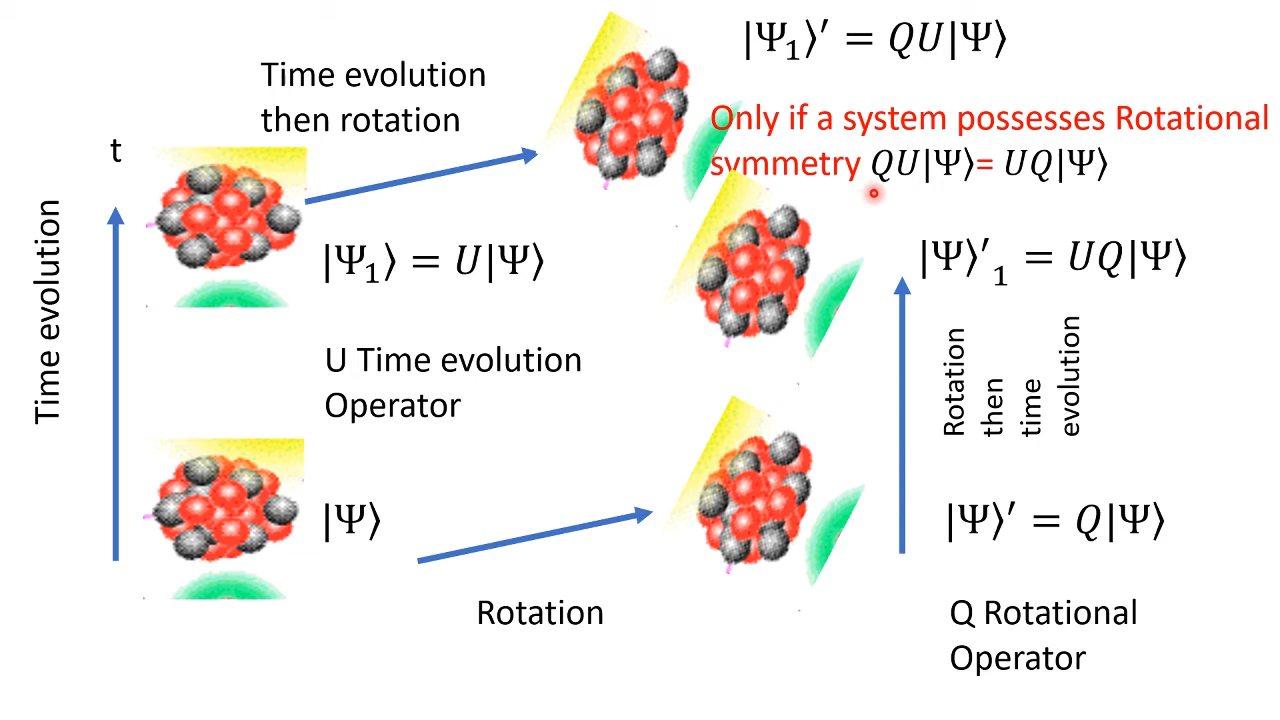 |Ψ₁⟩′ = QU|Ψ⟩
Time evolution
then rotation
Only if a system possesses Rotational
symmetry QU|Ψ⟩= UQ|Ψ⟩
t
Time evolution
|Ψ₁⟩ = U|Ψ⟩
|Ψ⟩′₁ = UQ|Ψ⟩
U Time evolution
Operator
Rotation
then
time
evolution
|Ψ⟩
|Ψ⟩′ = Q|Ψ⟩
Rotation
Q Rotational
Operator